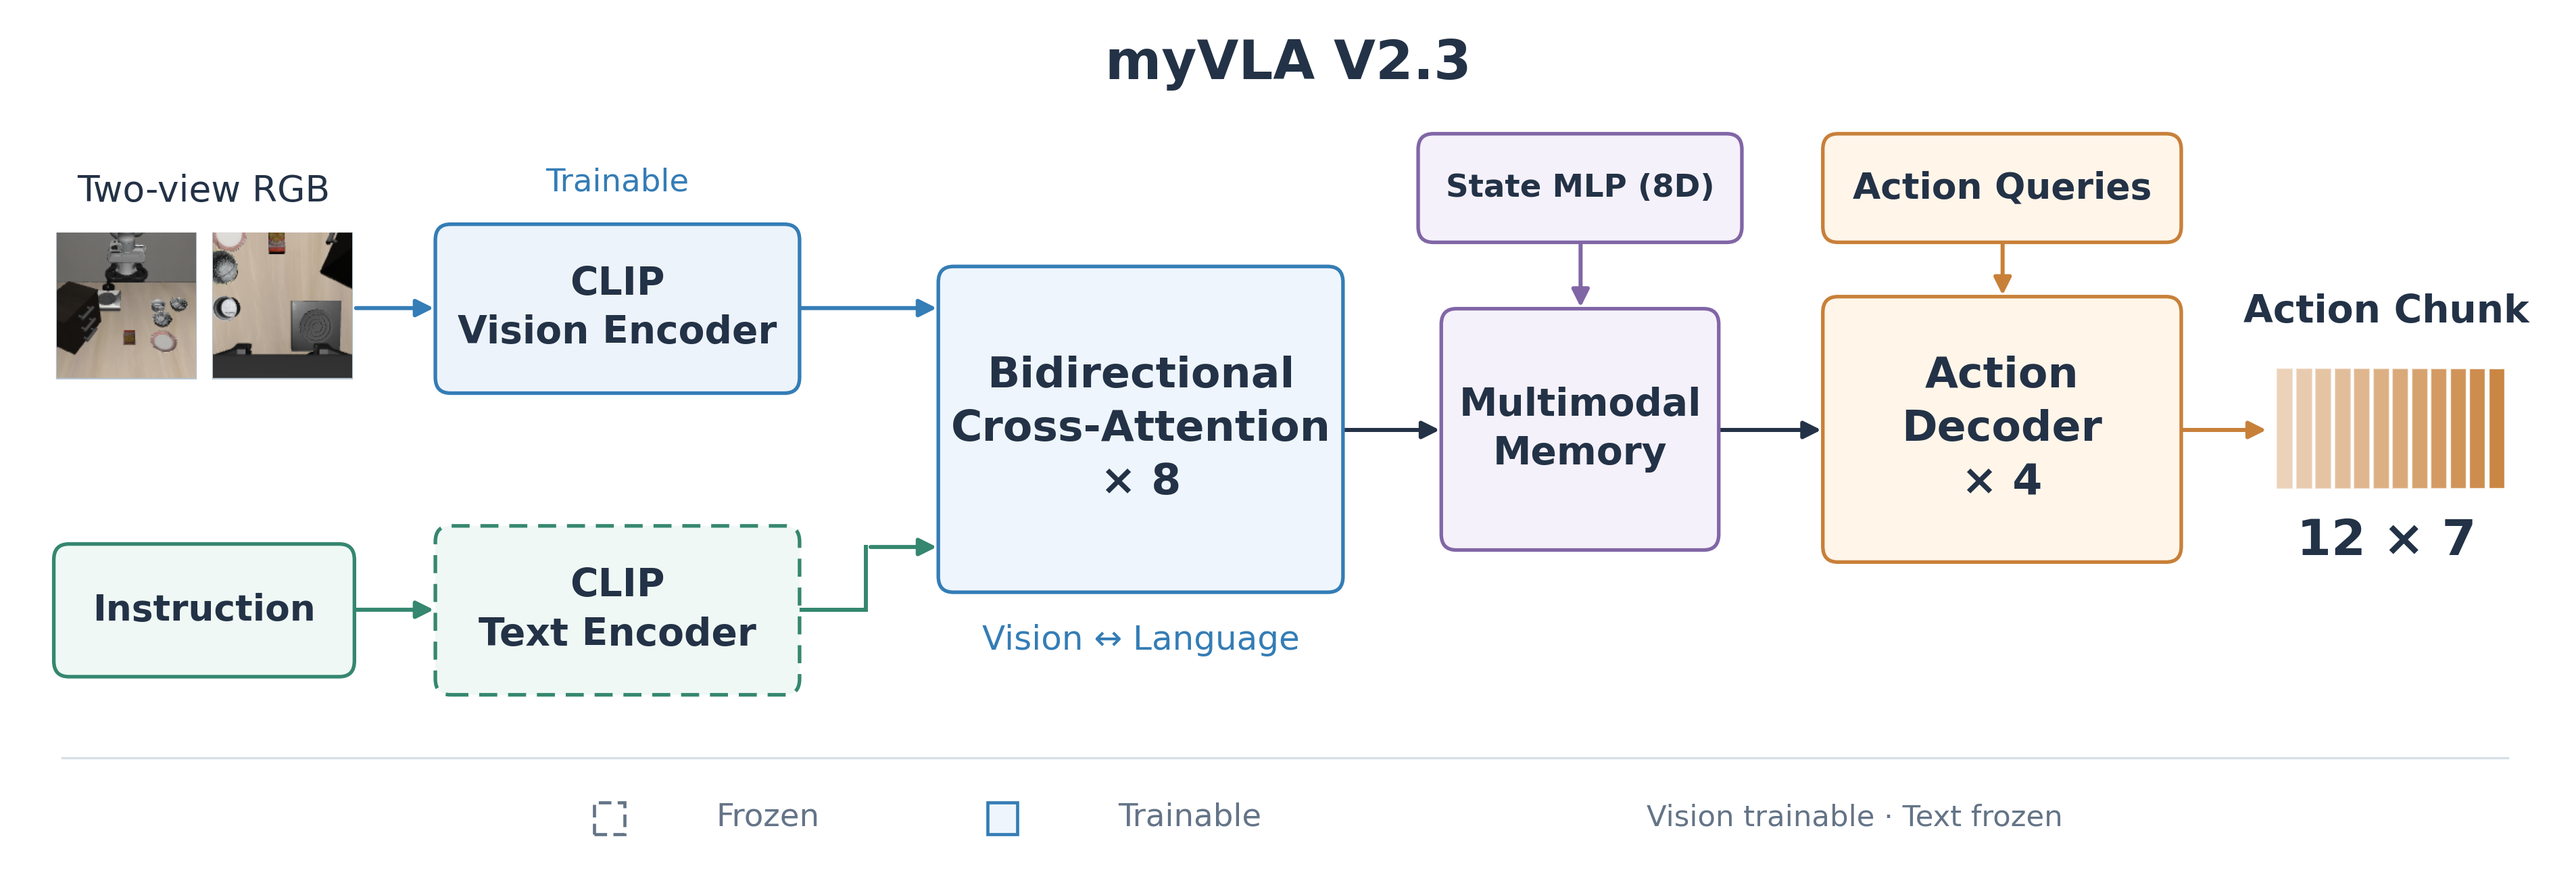 myVLA V2.3
Two-view RGB
Trainable
CLIP
Vision Encoder
Instruction
CLIP
Text Encoder
Bidirectional
Cross-Attention
× 8
Vision ↔ Language
State MLP (8D)
Multimodal
Memory
Action Queries
Action
Decoder
× 4
Action Chunk
12 × 7
Frozen
Trainable
Vision trainable · Text frozen